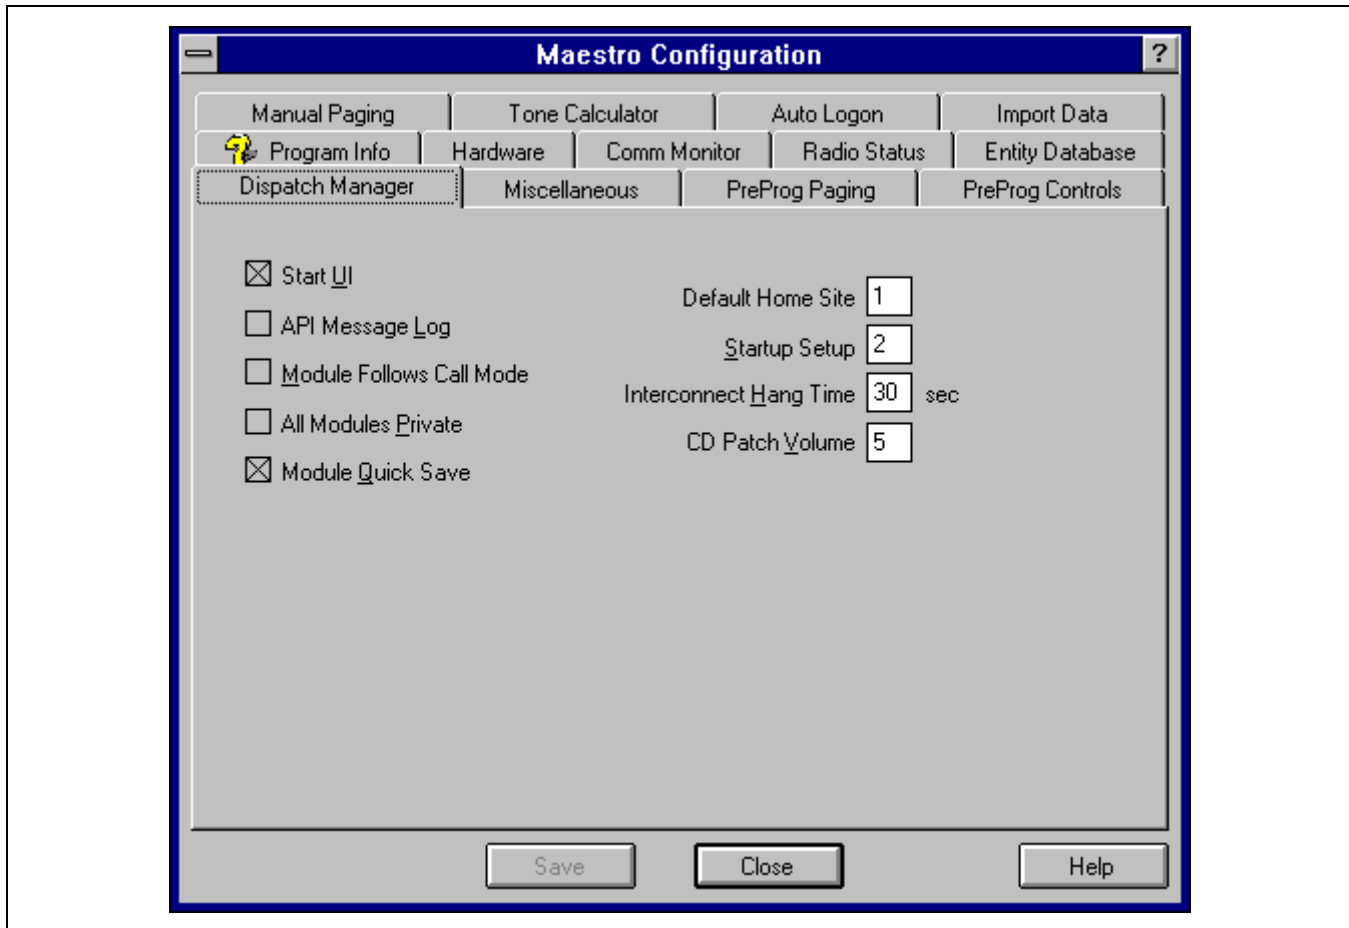 Maestro Configuration ?
Manual Paging Tone Calculator Auto Logon Import Data
Program Info Hardware Comm Monitor Radio Status Entity Database
Dispatch Manager Miscellaneous PreProg Paging PreProg Controls
Start UI
API Message Log
Module Follows Call Mode
All Modules Private
Module Quick Save
Default Home Site 1
Startup Setup 2
Interconnect Hang Time 30 sec
CD Patch Volume 5
Save Close Help